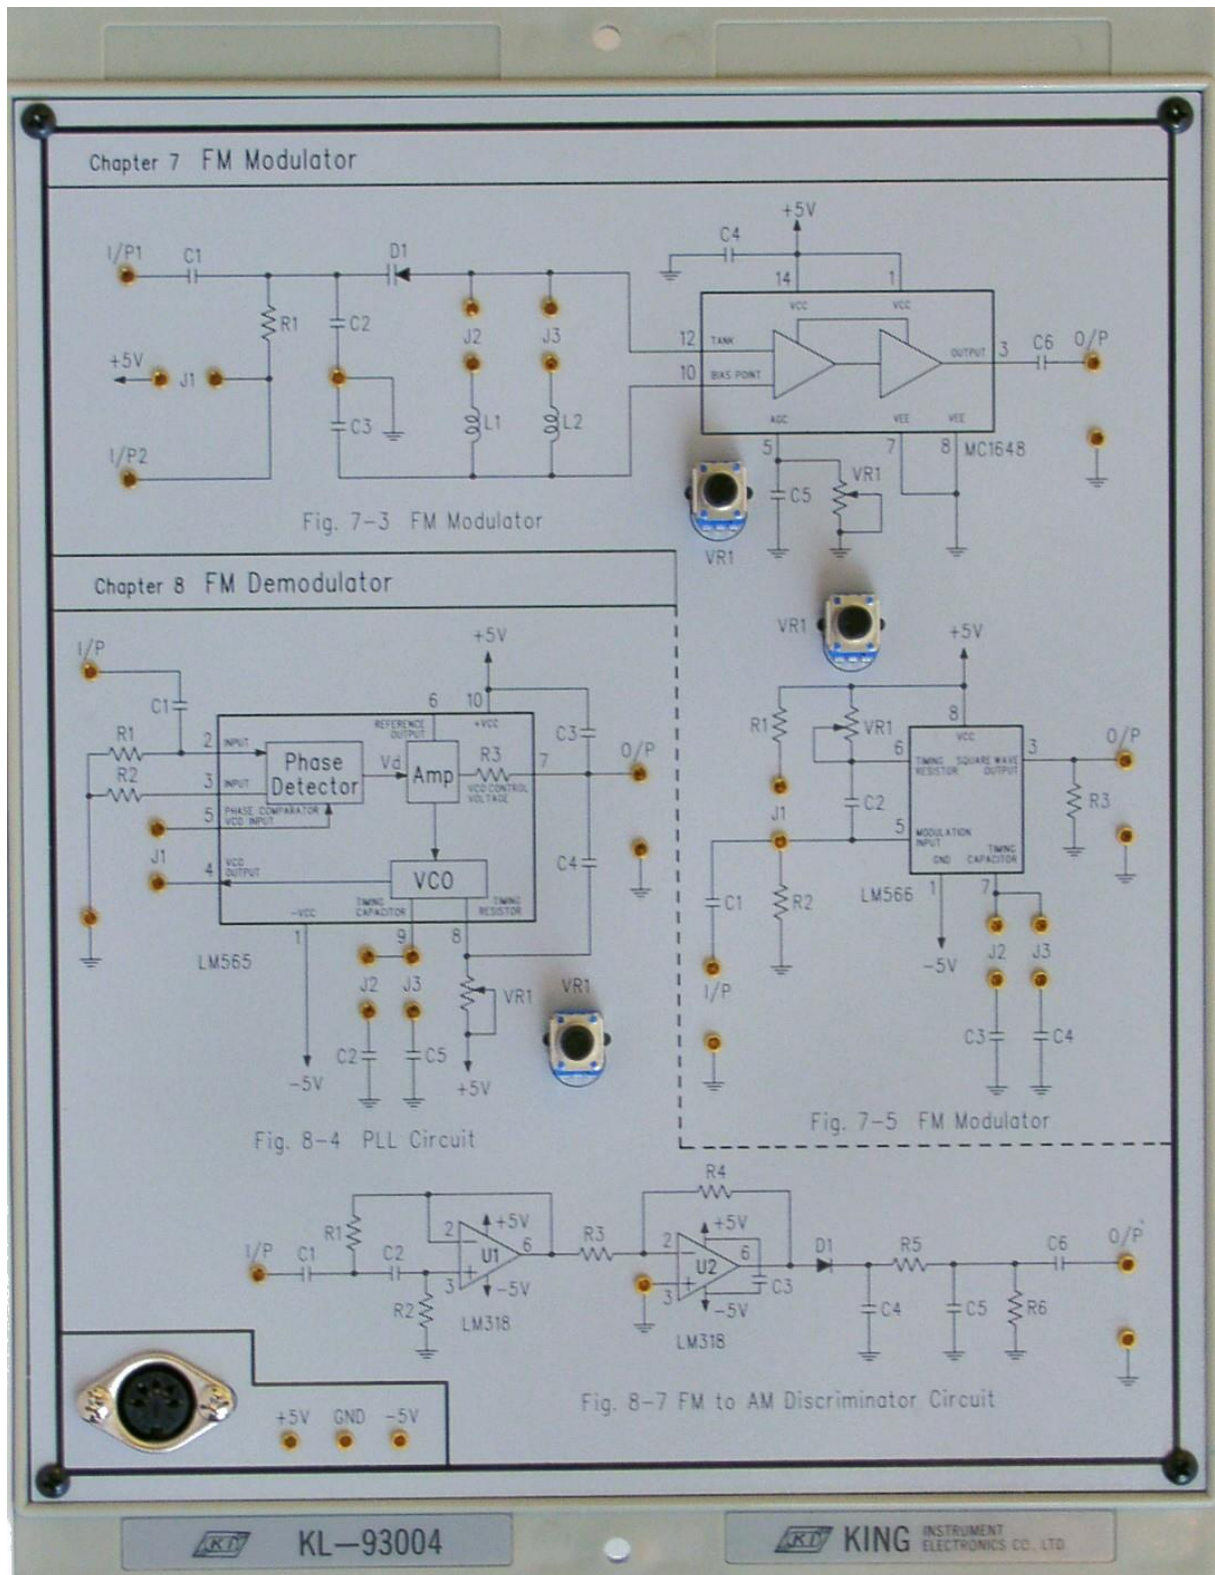 Chapter 7 FM Modulator
+5V
C4
I/P1 C1 D1
14 1
VCC VCC
R1 C2 J2 J3 12 TANK OUTPUT 3 C6 O/P
+5V J1 10 BIAS POINT
C3 L1 L2 AGC VEE VEE
5 7 8 MC1648
I/P2
C5 VR1
Fig. 7-3 FM Modulator
VR1
Chapter 8 FM Demodulator
VR1
+5V
I/P
C1
6 10
REFERENCE OUTPUT +VCC
R1 2 INPUT
Phase Detector
Vd Amp R3 7 C3 O/P
VCO CONTROL VOLTAGE
R2 3 INPUT
5 PHASE COMPARATOR VCO INPUT
J1
4 VCO OUTPUT
VCO
C4
-VCC TIMING CAPACITOR TIMING RESISTOR
1 9 8
LM565
J2 J3 VR1 VR1
C2 C5
-5V +5V
Fig. 8-4 PLL Circuit
+5V
R1 VR1 8
VCC
6 TIMING RESISTOR SQUARE WAVE OUTPUT 3 O/P
J1 C2 R3
5 MODULATION INPUT
GND TIMING CAPACITOR
C1 R2 LM566 1 7
-5V J2 J3
I/P
C3 C4
Fig. 7-5 FM Modulator
R4
R1 2 +5V 6 R3 2 +5V 6 D1 R5 C6 O/P
I/P C1 C2 U1 U2
3 -5V 3 -5V C3
R2 LM318 LM318 C4 C5 R6
Fig. 8-7 FM to AM Discriminator Circuit
+5V GND -5V
KL-93004
KING INSTRUMENT
ELECTRONICS CO., LTD